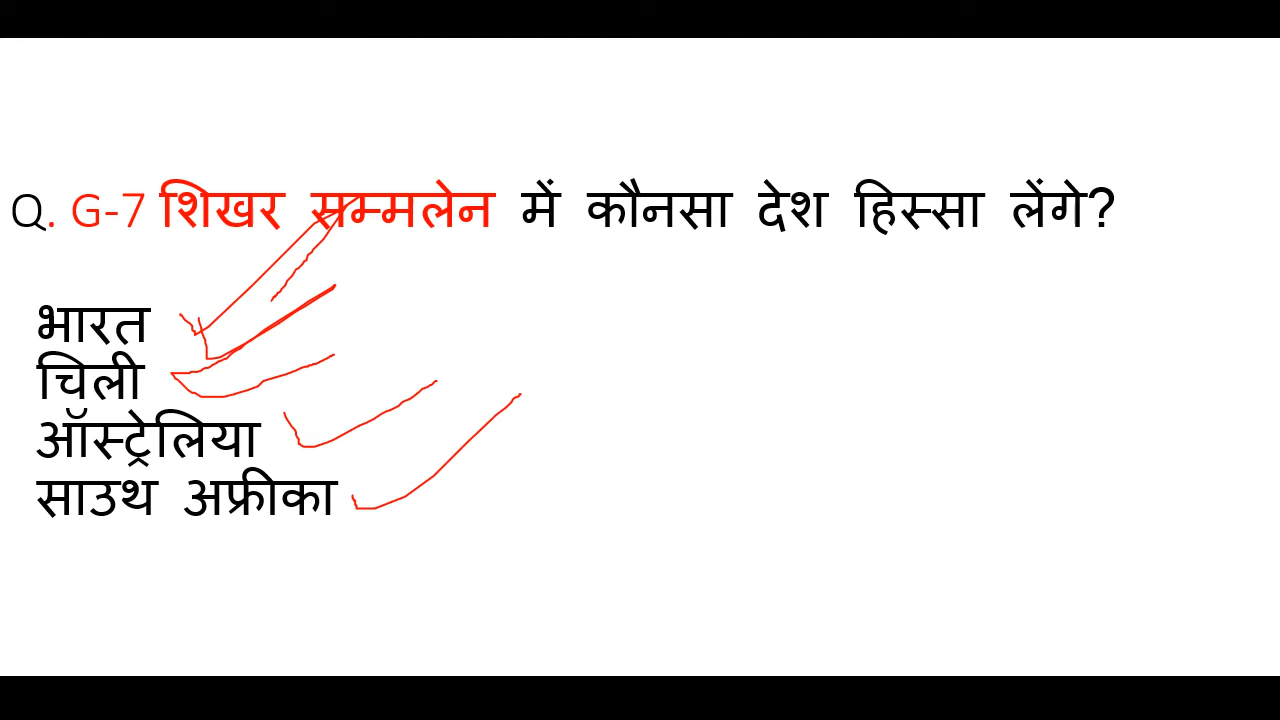 Q. G-7 शिखर सम्मलेन में कौनसा देश हिस्सा लेंगे?
भारत
चिली
ऑस्ट्रेलिया
साउथ अफ्रीका